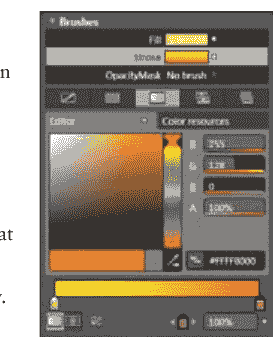 Brushes
Fill
n
Stroke
OpacityMask No brush
Editor Color resources
R 255
G 128
B 0
at
A 100%
#FFFF8000
.
100%